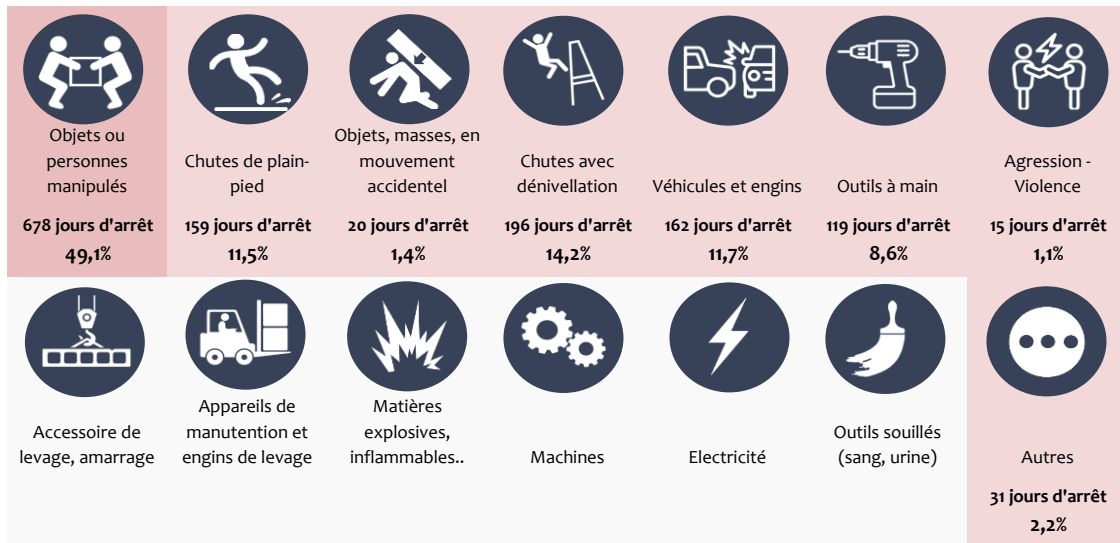 Objets ou
personnes
manipulés
678 jours d'arrêt
49,1%
Chutes de plain-
pied
159 jours d'arrêt
11,5%
Objets, masses, en
mouvement
accidentel
20 jours d'arrêt
1,4%
Chutes avec
dénivellation
196 jours d'arrêt
14,2%
Véhicules et engins
162 jours d'arrêt
11,7%
Outils à main
119 jours d'arrêt
8,6%
Agression -
Violence
15 jours d'arrêt
1,1%
Accessoire de
levage, amarrage
Appareils de
manutention et
engins de levage
Matières
explosives,
inflammables..
Machines
Electricité
Outils souillés
(sang, urine)
Autres
31 jours d'arrêt
2,2%